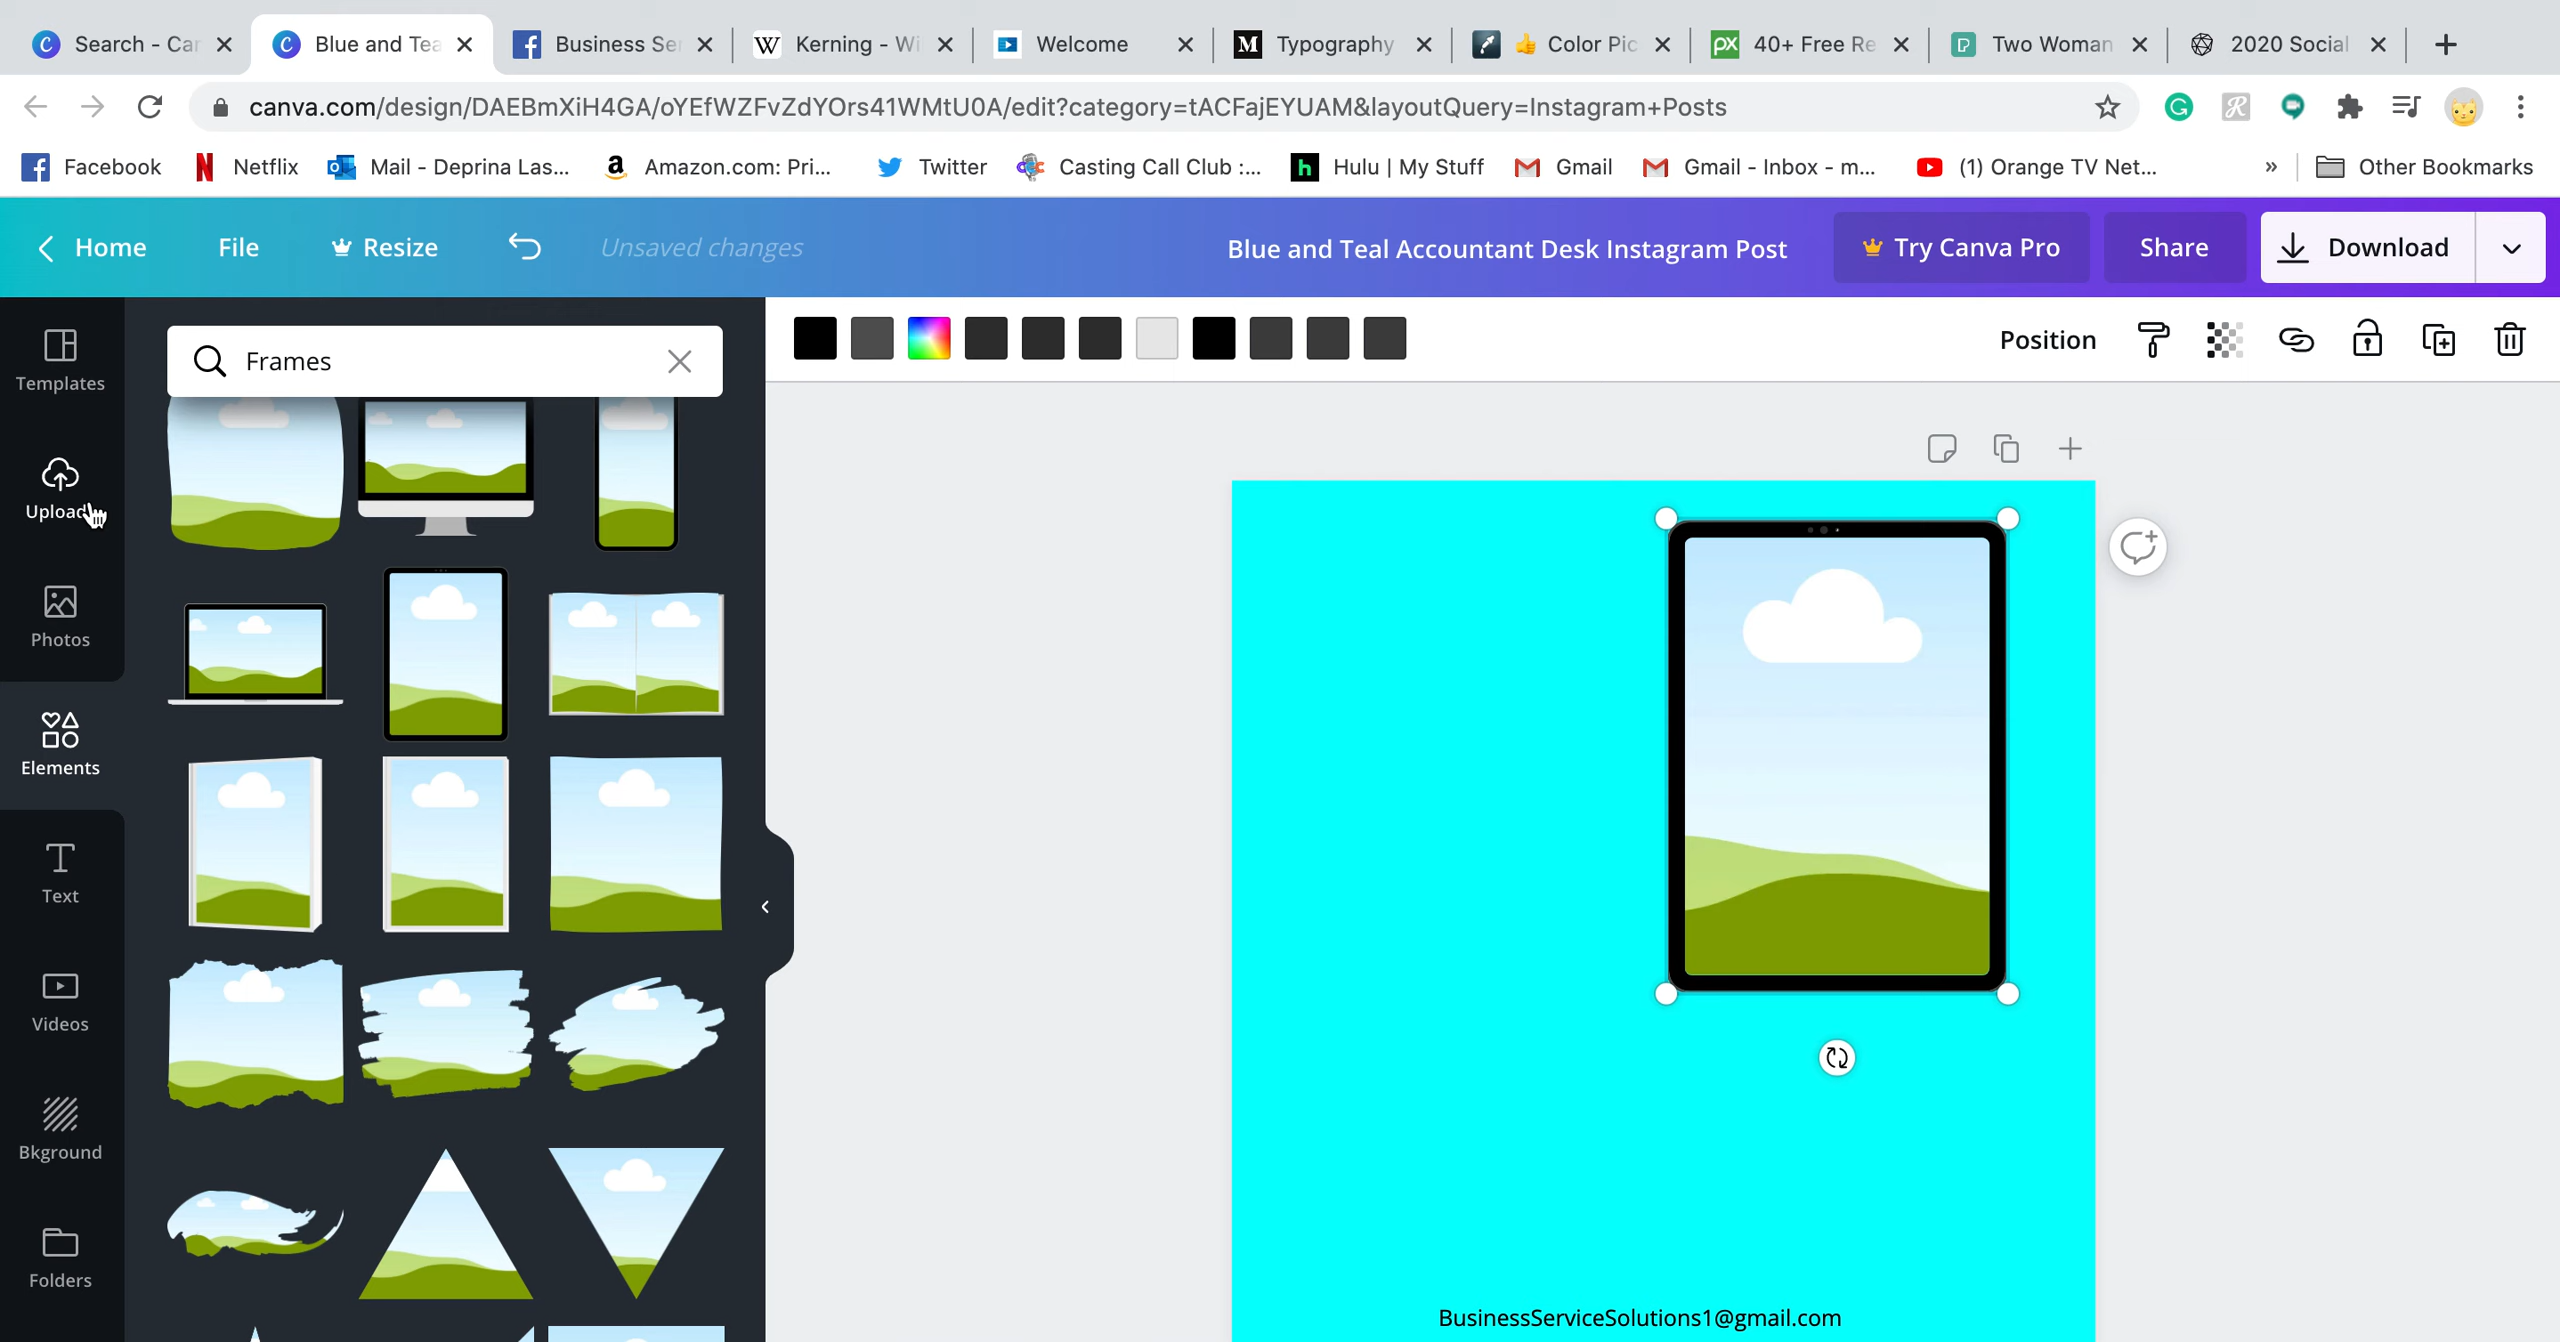 Search - Car
Blue and Tea
Business Ser
Kerning - Wi
Welcome
Typography
👍 Color Pic
40+ Free Re
Two Woman
2020 Social
canva.com/design/DAEBmXiH4GA/oYEfWZFvZdYOrs41WMtU0A/edit?category=tACFajEYUAM&layoutQuery=Instagram+Posts
Facebook
Netflix
Mail - Deprina Las...
Amazon.com: Pri...
Twitter
Casting Call Club :...
Hulu | My Stuff
Gmail
Gmail - Inbox - m...
(1) Orange TV Net...
»
Other Bookmarks
Home
File
Resize
Unsaved changes
Blue and Teal Accountant Desk Instagram Post
Try Canva Pro
Share
Download
Templates
Frames
Position
Upload
Photos
Elements
Text
Videos
Bkground
Folders
BusinessServiceSolutions1@gmail.com